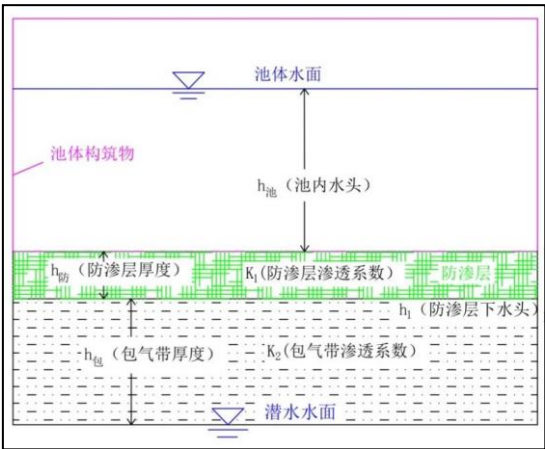 池体水面
池体构筑物
h池（池内水头）
h防（防渗层厚度） K1(防渗层渗透系数) 防渗层
h1（防渗层下水头）
h包（包气带厚度） K2(包气带渗透系数)
潜水水面